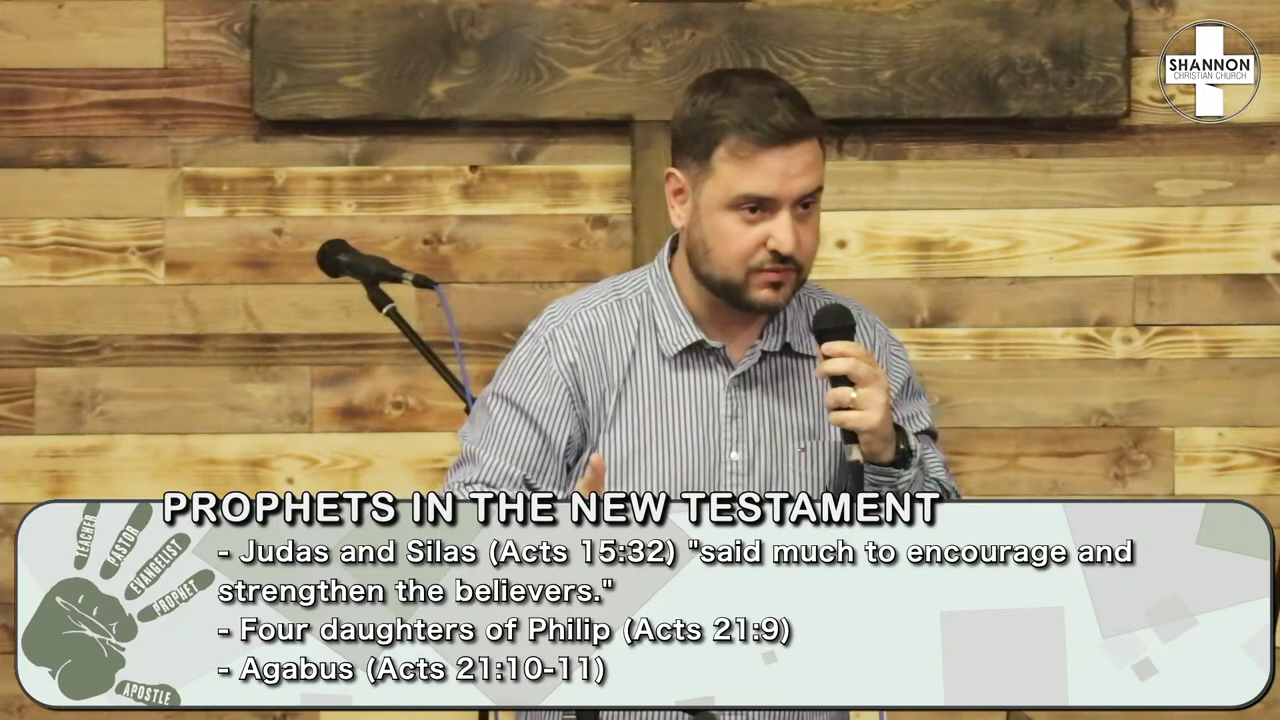 SHANNON
CHRISTIAN CHURCH
PROPHETS IN THE NEW TESTAMENT
- Judas and Silas (Acts 15:32) "said much to encourage and
strengthen the believers."
- Four daughters of Philip (Acts 21:9)
- Agabus (Acts 21:10-11)
TEACHER
PASTOR
EVANGELIST
PROPHET
APOSTLE